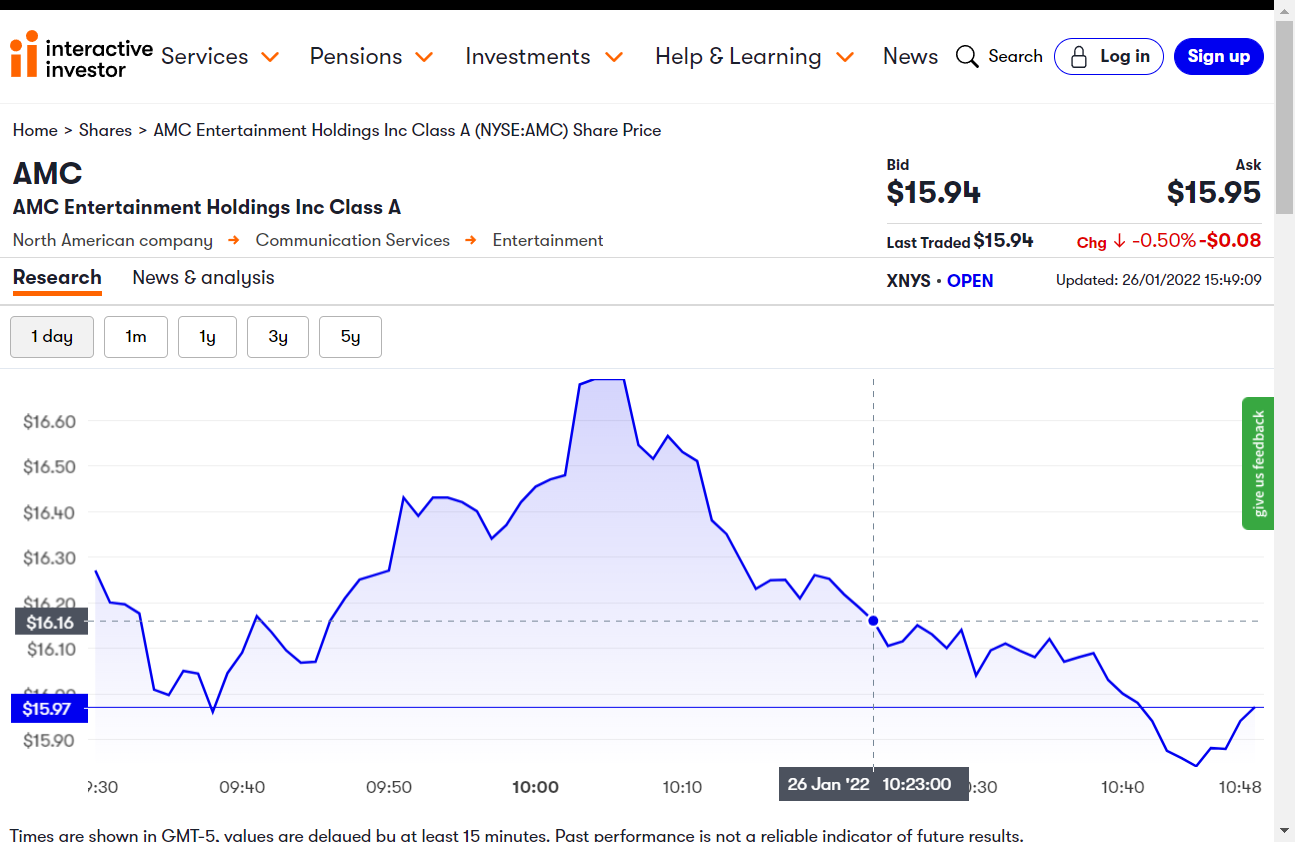 interactive investor
Services Pensions Investments Help & Learning News Search Log in Sign up
Home > Shares > AMC Entertainment Holdings Inc Class A (NYSE:AMC) Share Price
AMC
AMC Entertainment Holdings Inc Class A
North American company → Communication Services → Entertainment
Bid Ask
$15.94 $15.95
Last Traded $15.94 Chg ↓ -0.50% -$0.08
Research News & analysis
XNYS • OPEN Updated: 26/01/2022 15:49:09
1 day 1m 1y 3y 5y
$16.60
$16.50
$16.40
$16.30
$16.20
$16.16
$16.10
$16.00
$15.97
$15.90
give us feedback
:30 09:40 09:50 10:00 10:10 26 Jan '22 10:23:00 :30 10:40 10:48
Times are shown in GMT-5, values are delayed by at least 15 minutes. Past performance is not a reliable indicator of future results.